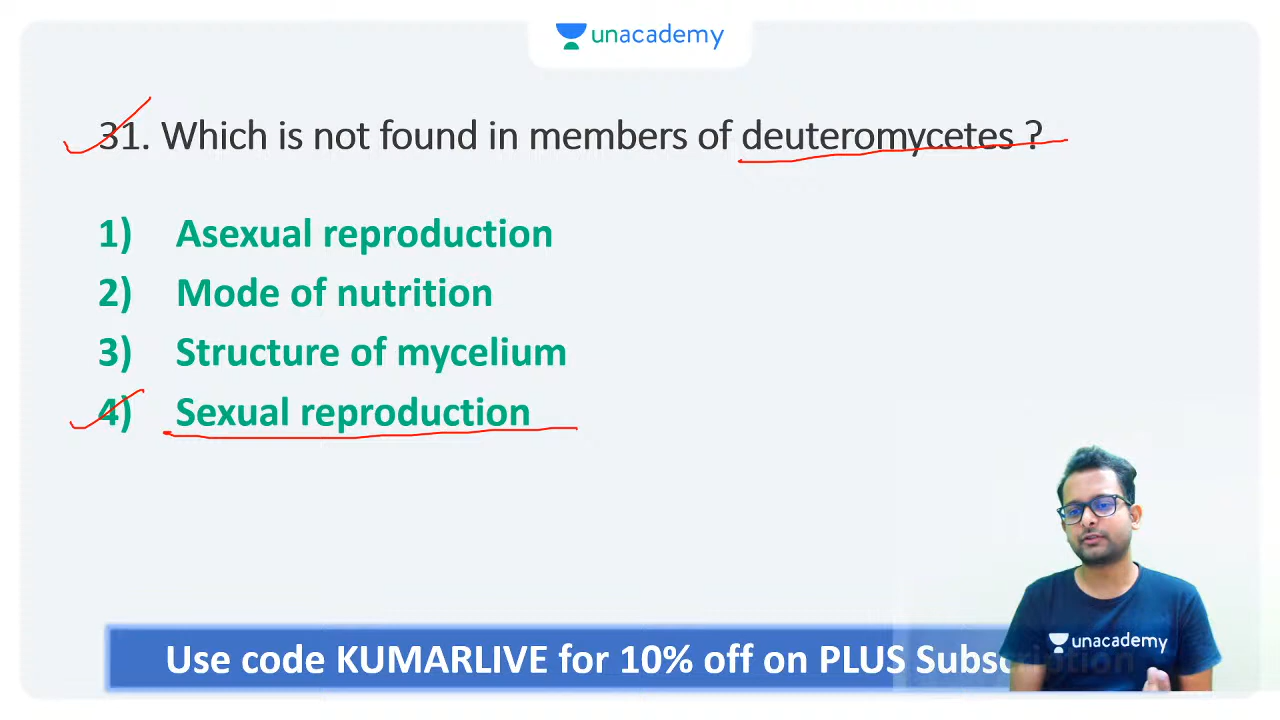 unacademy
31. Which is not found in members of deuteromycetes ?
1) Asexual reproduction
2) Mode of nutrition
3) Structure of mycelium
4) Sexual reproduction
unacademy
Use code KUMARLIVE for 10% off on PLUS Subscription